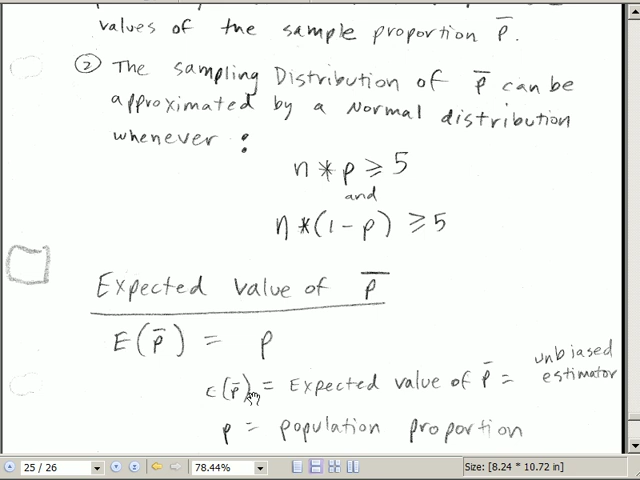 values of the sample proportion p̅.
② The sampling Distribution of p̅ can be
approximated by a Normal distribution
whenever :
n * p ≥ 5
and
n * (1 - p) ≥ 5
Expected Value of p̅
E(p̅) = p
E(p̅) = Expected value of p̅ = unbiased
estimator
p = population proportion
25 / 26
78.44%
Size: [8.24 * 10.72 in]